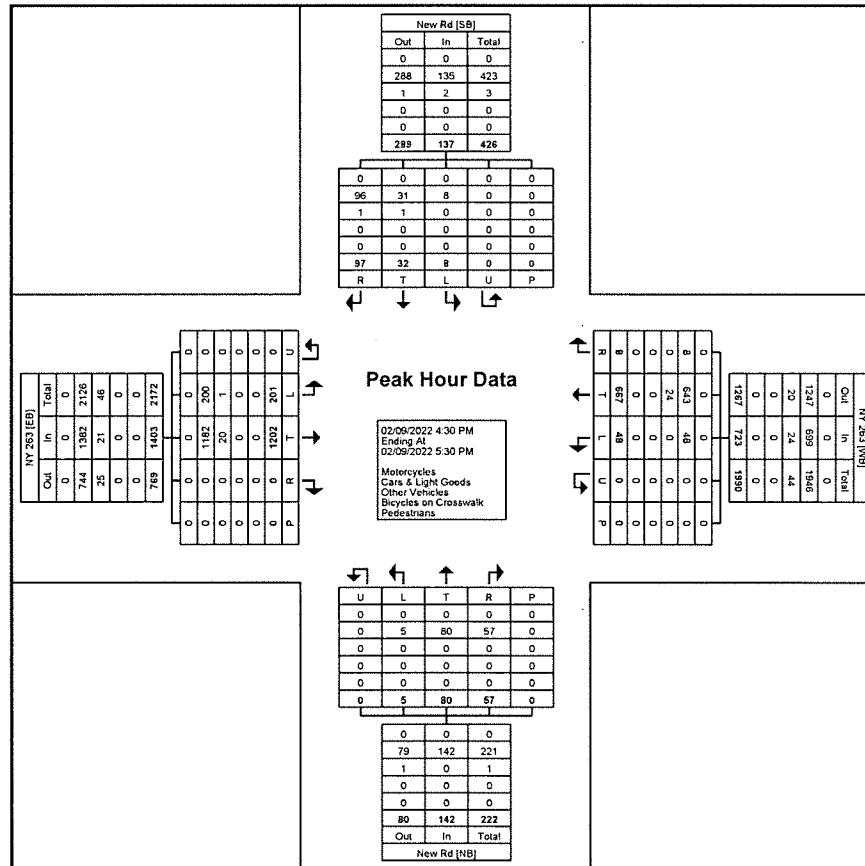 New Rd [SB]
Out In Total
0 0 0
288 135 423
1 2 3
0 0 0
0 0 0
289 137 426
0 0 0 0 0
96 31 8 0 0
1 1 0 0 0
0 0 0 0 0
0 0 0 0 0
97 32 8 0 0
R T L U P
NY 263 [EB]
Total In Out
0 0 0
2126 1382 744
46 21 25
0 0 0
0 0 0
2172 1403 769
0 0 0 0 0
0 200 1182 0 0
0 1 20 0 0
0 0 0 0 0
0 0 0 0 0
0 201 1202 0 0
U L T R P
Peak Hour Data
02/09/2022 4:30 PM
Ending At
02/09/2022 5:30 PM
Motorcycles
Cars & Light Goods
Other Vehicles
Bicycles on Crosswalk
Pedestrians
R T L U P
8 667 48 0 0
0 0 0 0 0
0 0 0 0 0
0 24 0 0 0
8 643 48 0 0
0 0 0 0 0
1267 723 1990
0 0 0
0 0 0
20 24 44
1247 699 1946
0 0 0
Out In Total
NY 263 [WB]
U L T R P
0 0 0 0 0
0 5 80 57 0
0 0 0 0 0
0 0 0 0 0
0 0 0 0 0
0 5 80 57 0
0 0 0
79 142 221
1 0 1
0 0 0
0 0 0
80 142 222
Out In Total
New Rd [NB]